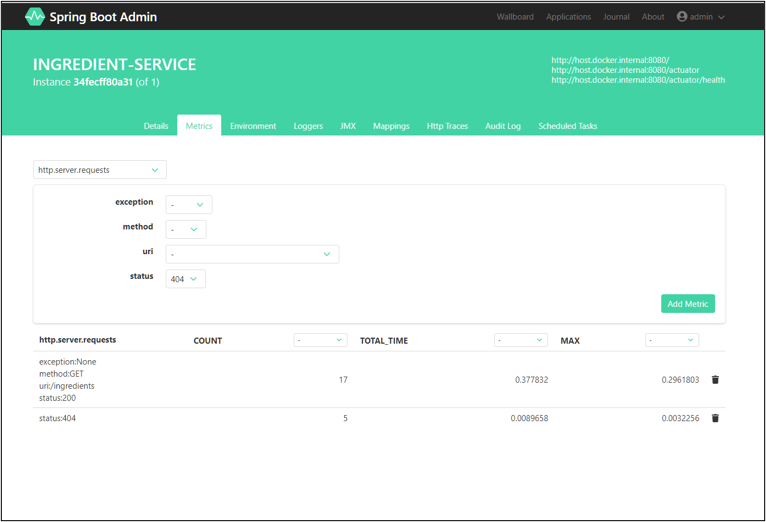 Spring Boot Admin
Wallboard Applications Journal About admin
INGREDIENT-SERVICE
Instance 34fecff80a31 (of 1)
http://host.docker.internal:8080/
http://host.docker.internal:8080/actuator
http://host.docker.internal:8080/actuator/health
Details Metrics Environment Loggers JMX Mappings Http Traces Audit Log Scheduled Tasks
http.server.requests
exception -
method -
uri -
status 404
Add Metric
http.server.requests COUNT - TOTAL_TIME - MAX -
exception:None
method:GET
uri:/ingredients
status:200
17 0.377832 0.2961803
status:404 5 0.0089658 0.0032256